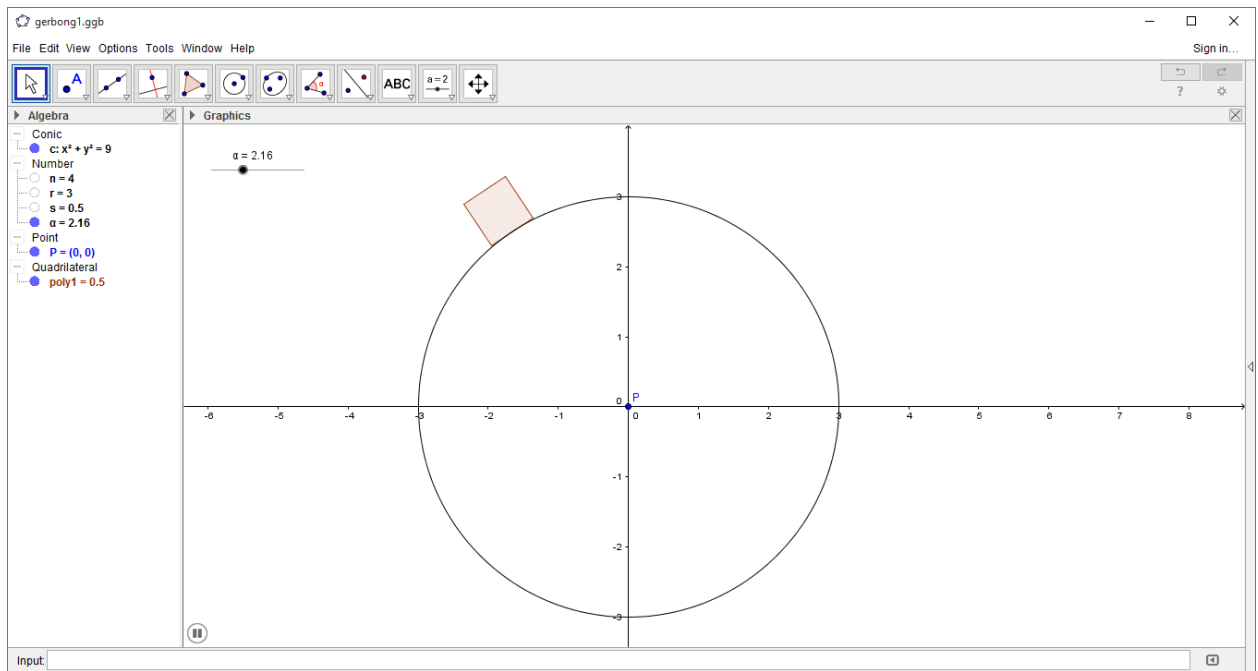 gerbong1.ggb
File Edit View Options Tools Window Help
Sign in...
A
α
ABC
a = 2
?
Algebra
Graphics
Conic
c: x² + y² = 9
Number
n = 4
r = 3
s = 0.5
α = 2.16
Point
P = (0, 0)
Quadrilateral
poly1 = 0.5
α = 2.16
3
2
1
0
P
-6 -5 -4 -3 -2 -1 0 1 2 3 4 5 6 7 8
-1
-2
-3
Input: